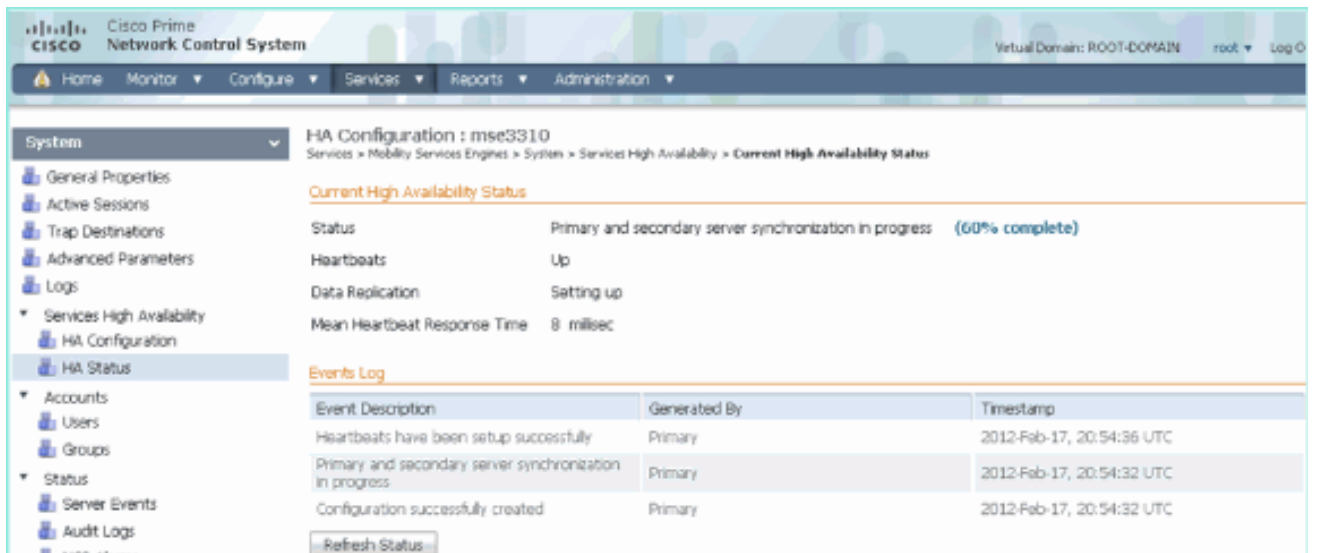 Cisco Prime
CISCO Network Control System
Virtual Domain: ROOT-DOMAIN root Log O
Home Monitor Configure Services Reports Administration
System
General Properties
Active Sessions
Trap Destinations
Advanced Parameters
Logs
Services High Availability
HA Configuration
HA Status
Accounts
Users
Groups
Status
Server Events
Audit Logs
HA Configuration : mse3310
Services > Mobility Services Engines > System > Services High Availability > Current High Availability Status
Current High Availability Status
Status Primary and secondary server synchronization in progress (60% complete)
Heartbeats Up
Data Replication Setting up
Mean Heartbeat Response Time 8 millisec
Events Log
Event Description Generated By Timestamp
Heartbeats have been setup successfully Primary 2012-Feb-17, 20:54:36 UTC
Primary and secondary server synchronization
in progress Primary 2012-Feb-17, 20:54:32 UTC
Configuration successfully created Primary 2012-Feb-17, 20:54:32 UTC
Refresh Status